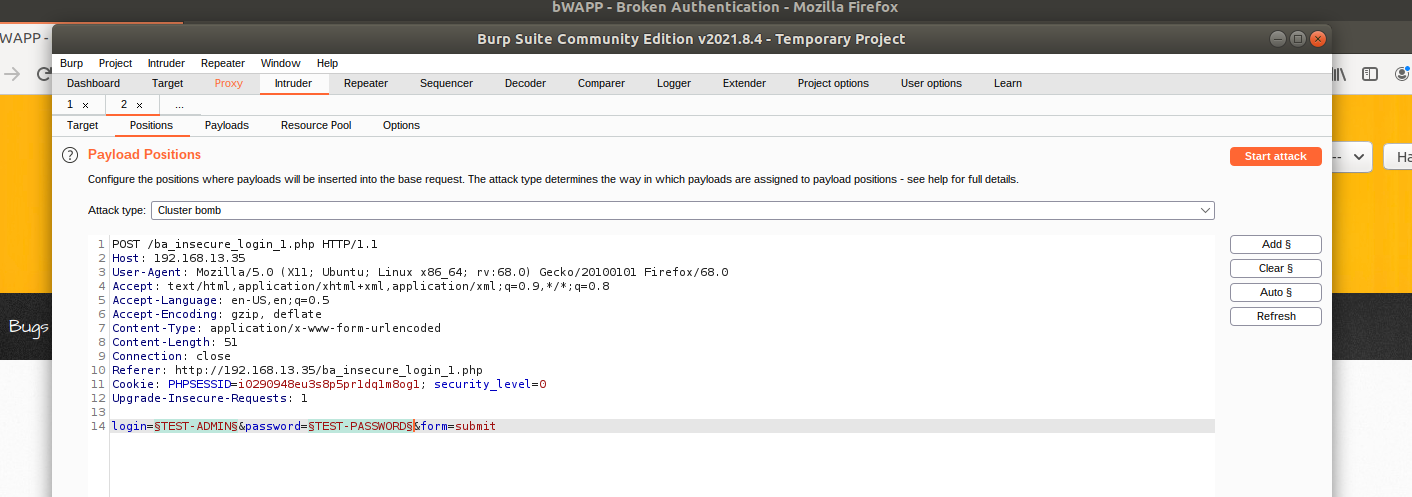 bWAPP - Broken Authentication - Mozilla Firefox
WAPP -
Burp Suite Community Edition v2021.8.4 - Temporary Project
Burp Project Intruder Repeater Window Help
Dashboard Target Proxy Intruder Repeater Sequencer Decoder Comparer Logger Extender Project options User options Learn
1 × 2 × ...
Target Positions Payloads Resource Pool Options
? Payload Positions Start attack
-- Ha
Configure the positions where payloads will be inserted into the base request. The attack type determines the way in which payloads are assigned to payload positions - see help for full details.
Attack type: Cluster bomb
Add §
Clear §
Auto §
Refresh
1 POST /ba_insecure_login_1.php HTTP/1.1
2 Host: 192.168.13.35
3 User-Agent: Mozilla/5.0 (X11; Ubuntu; Linux x86_64; rv:68.0) Gecko/20100101 Firefox/68.0
4 Accept: text/html,application/xhtml+xml,application/xml;q=0.9,*/*;q=0.8
5 Accept-Language: en-US,en;q=0.5
6 Accept-Encoding: gzip, deflate
7 Content-Type: application/x-www-form-urlencoded
8 Content-Length: 51
9 Connection: close
10 Referer: http://192.168.13.35/ba_insecure_login_1.php
11 Cookie: PHPSESSID=i0290948eu3s8p5pr1dq1m8og1; security_level=0
12 Upgrade-Insecure-Requests: 1
13
14 login=§TEST-ADMIN§&password=§TEST-PASSWORD§&form=submit
Bugs